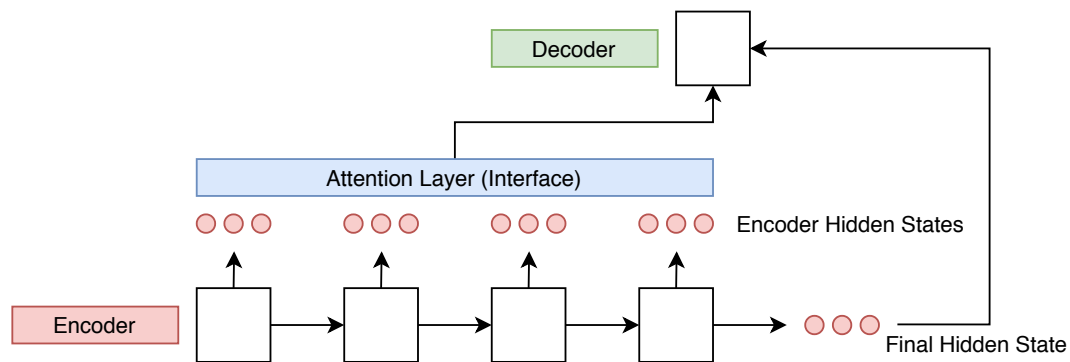 Decoder
Attention Layer (Interface)
Encoder Hidden States
Encoder
Final Hidden State